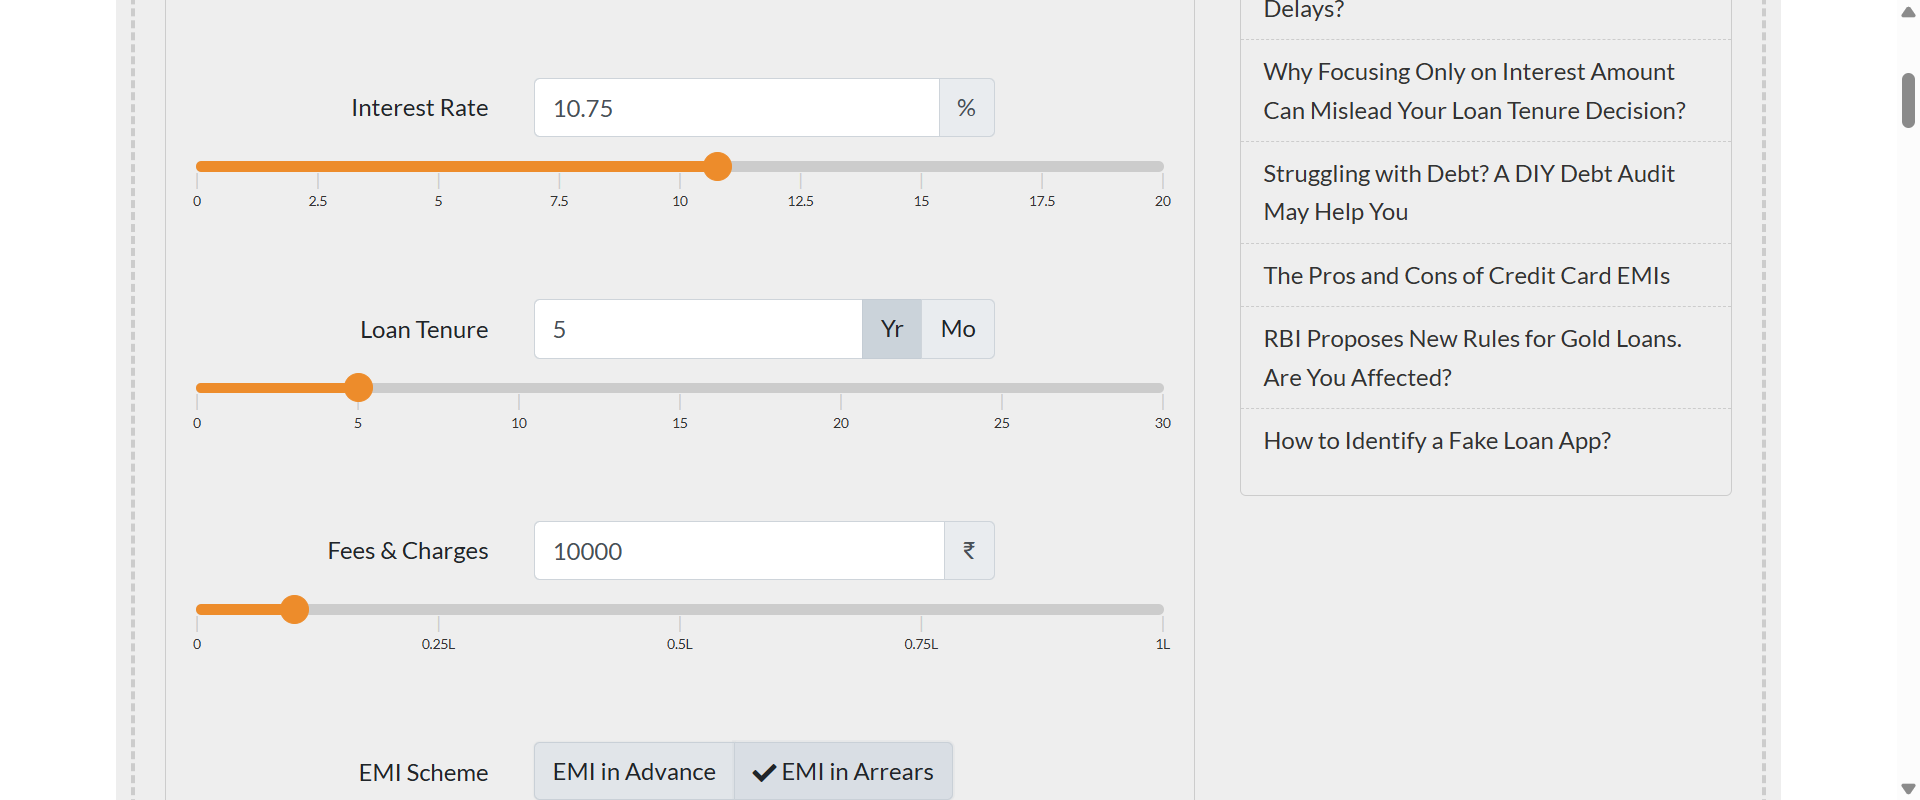 Interest Rate
10.75
%
0
2.5
5
7.5
10
12.5
15
17.5
20
Loan Tenure
5
Yr
Mo
0
5
10
15
20
25
30
Fees & Charges
10000
₹
0
0.25L
0.5L
0.75L
1L
EMI Scheme
EMI in Advance
EMI in Arrears
Delays?
Why Focusing Only on Interest Amount
Can Mislead Your Loan Tenure Decision?
Struggling with Debt? A DIY Debt Audit
May Help You
The Pros and Cons of Credit Card EMIs
RBI Proposes New Rules for Gold Loans.
Are You Affected?
How to Identify a Fake Loan App?